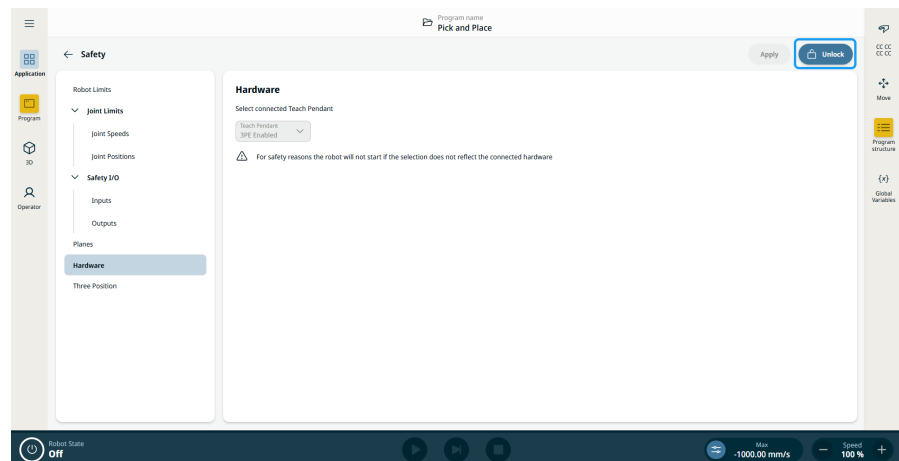 Program name
Pick and Place
Safety
Apply
Unlock
Application
Program
3D
Operator
Robot Limits
Joint Limits
Joint Speeds
Joint Positions
Safety I/O
Inputs
Outputs
Planes
Hardware
Three Position
Hardware
Select connected Teach Pendant
Teach Pendant
3PE Enabled
For safety reasons the robot will not start if the selection does not reflect the connected hardware
CC CC
CC CC
Move
Program
structure
{x}
Global
Variables
Robot State
Off
Max
-1000.00 mm/s
Speed
100 %